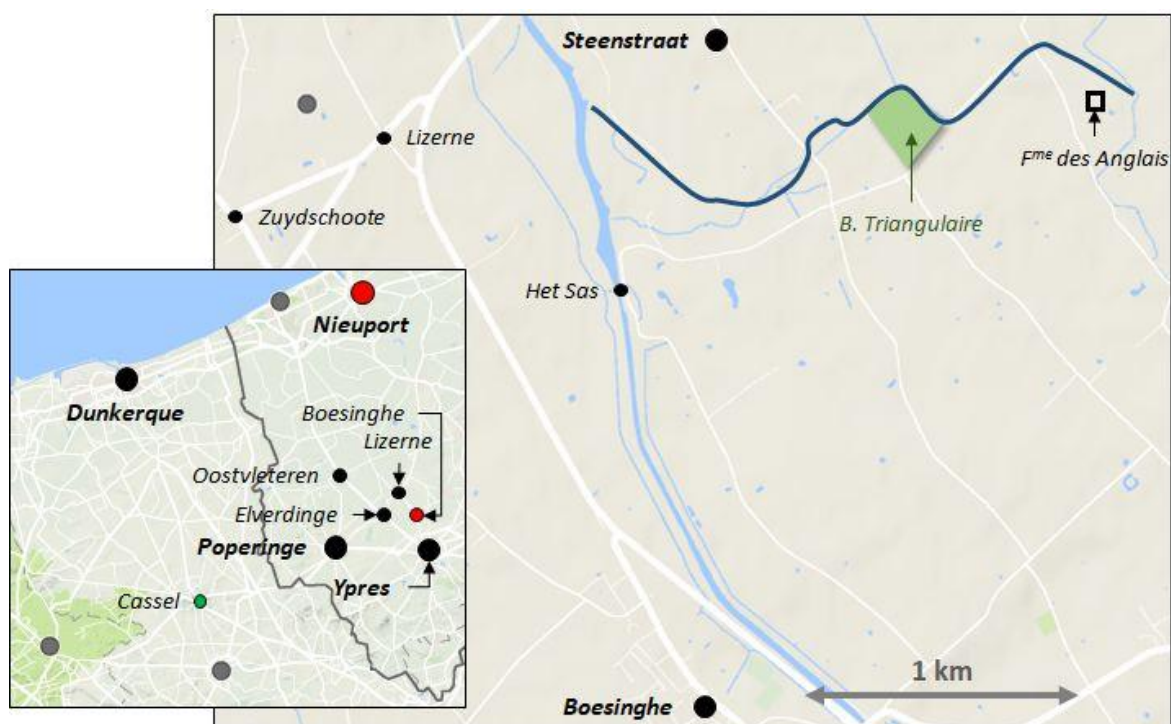 Steenstraat
Lizerne
Fme des Anglais
Zuydschoote
B. Triangulaire
Het Sas
Nieuport
Dunkerque
Boesinghe
Lizerne
Oostvleteren
Elverdinge
Poperinge
Ypres
Cassel
1 km
Boesinghe